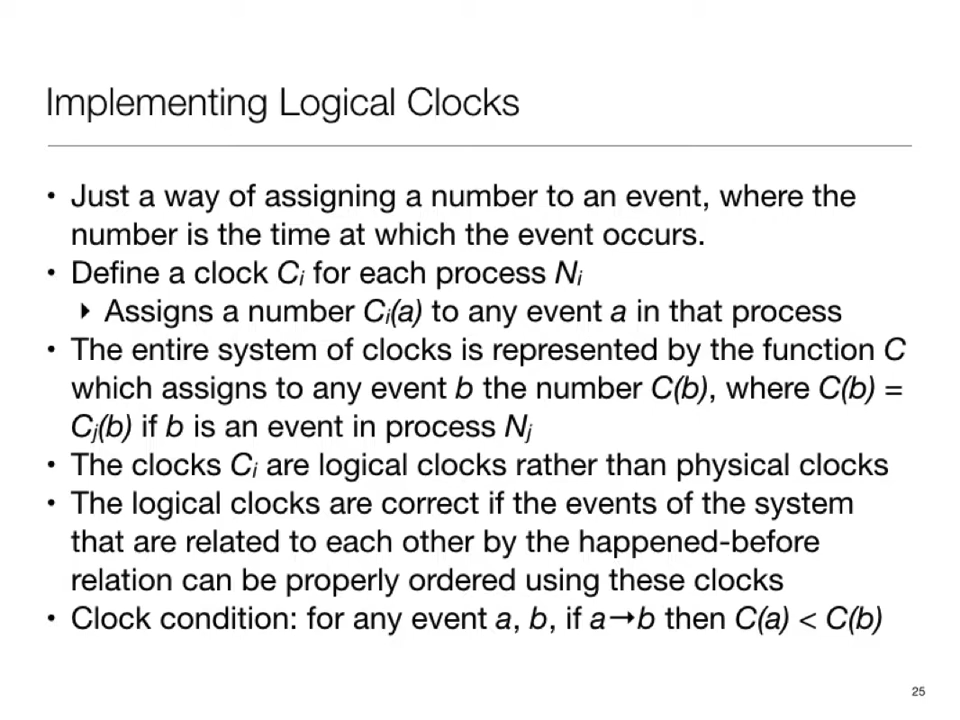 Implementing Logical Clocks
• Just a way of assigning a number to an event, where the
number is the time at which the event occurs.
• Define a clock Cᵢ for each process Nᵢ
‣ Assigns a number Cᵢ(a) to any event a in that process
• The entire system of clocks is represented by the function C
which assigns to any event b the number C(b), where C(b) =
Cⱼ(b) if b is an event in process Nⱼ
• The clocks Cᵢ are logical clocks rather than physical clocks
• The logical clocks are correct if the events of the system
that are related to each other by the happened-before
relation can be properly ordered using these clocks
• Clock condition: for any event a, b, if a→b then C(a) < C(b)
25